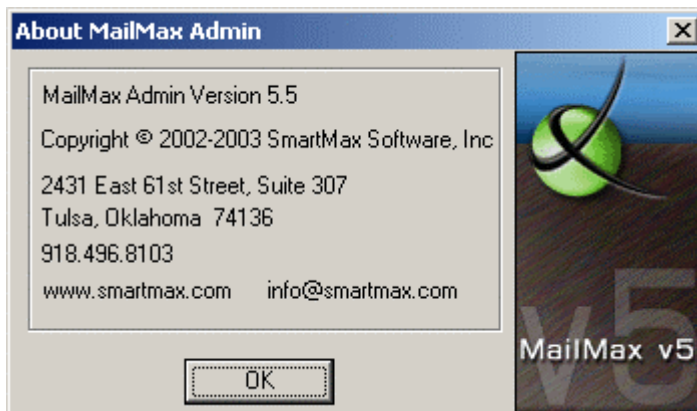 About MailMax Admin
MailMax Admin Version 5.5
Copyright © 2002-2003 SmartMax Software, Inc
2431 East 61st Street, Suite 307
Tulsa, Oklahoma  74136
918.496.8103
www.smartmax.com    info@smartmax.com
OK
v5
MailMax v5